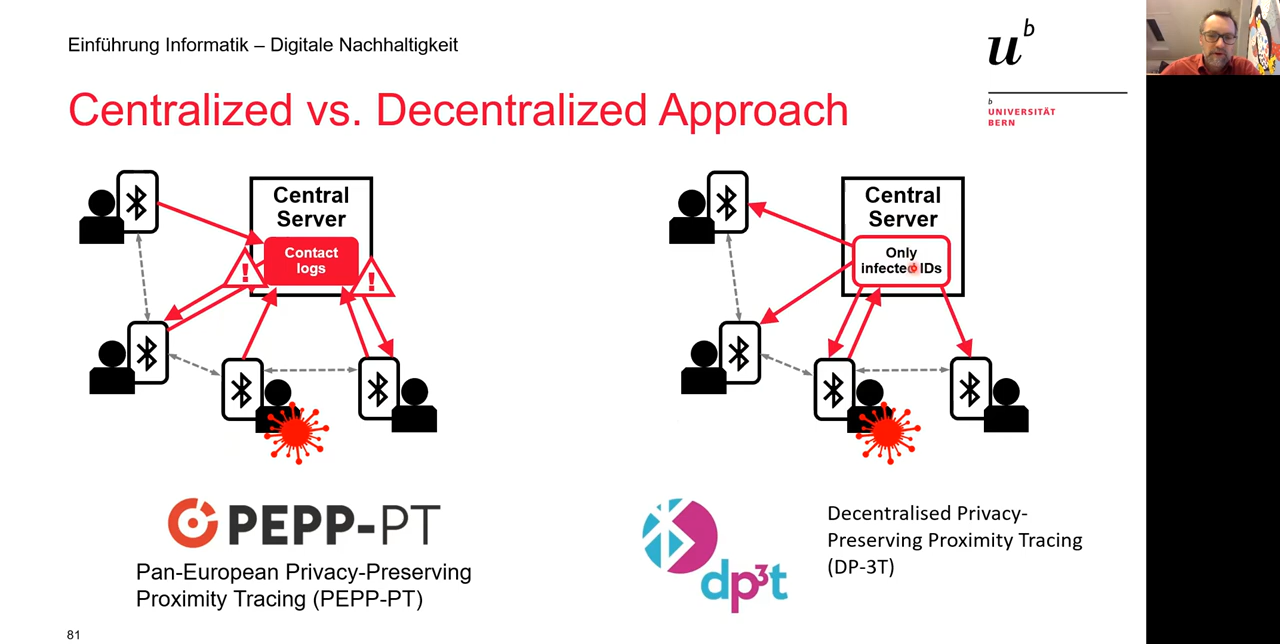 Einführung Informatik – Digitale Nachhaltigkeit
u^b
b
UNIVERSITÄT
BERN
Centralized vs. Decentralized Approach
Central
Server
Contact
logs
!
!
Central
Server
Only
infected IDs
PEPP-PT
Pan-European Privacy-Preserving
Proximity Tracing (PEPP-PT)
dp³t
Decentralised Privacy-
Preserving Proximity Tracing
(DP-3T)
81